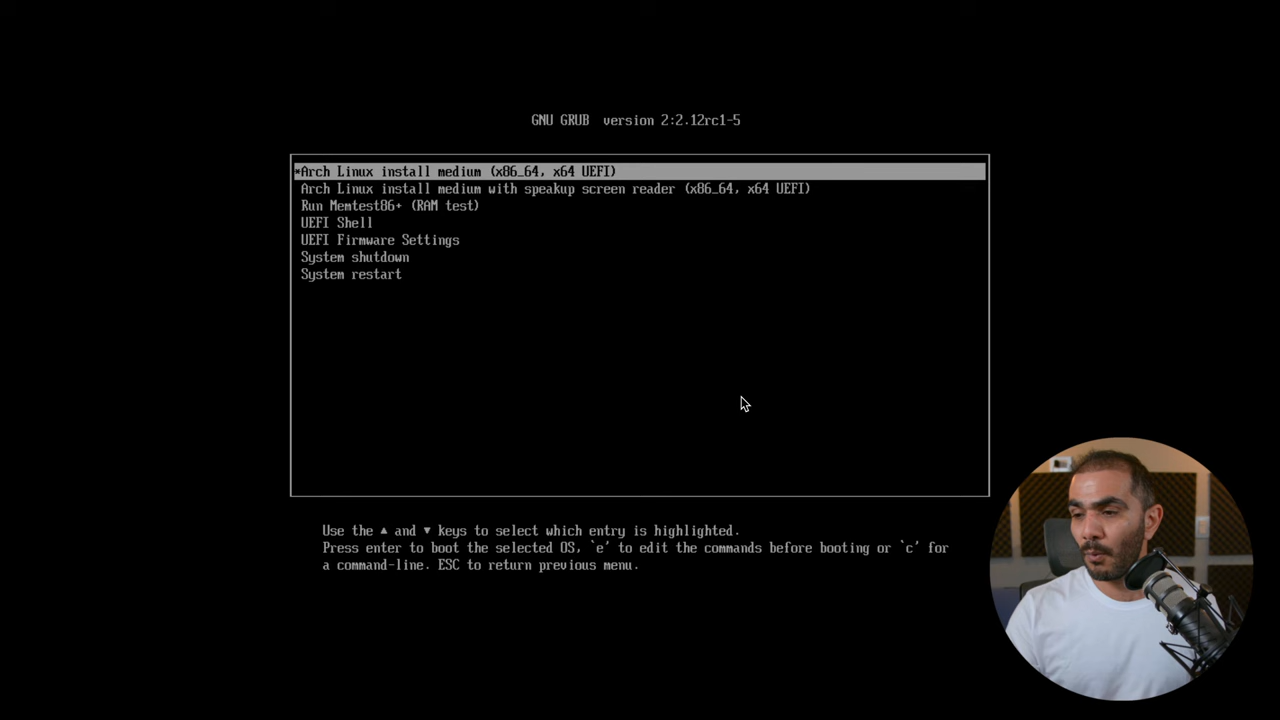 GNU GRUB version 2:2.12rc1-5
*Arch Linux install medium (x86_64, x64 UEFI)
Arch Linux install medium with speakup screen reader (x86_64, x64 UEFI)
Run Memtest86+ (RAM test)
UEFI Shell
UEFI Firmware Settings
System shutdown
System restart
Use the ▲ and ▼ keys to select which entry is highlighted.
Press enter to boot the selected OS, `e' to edit the commands before booting or `c' for
a command-line. ESC to return previous menu.